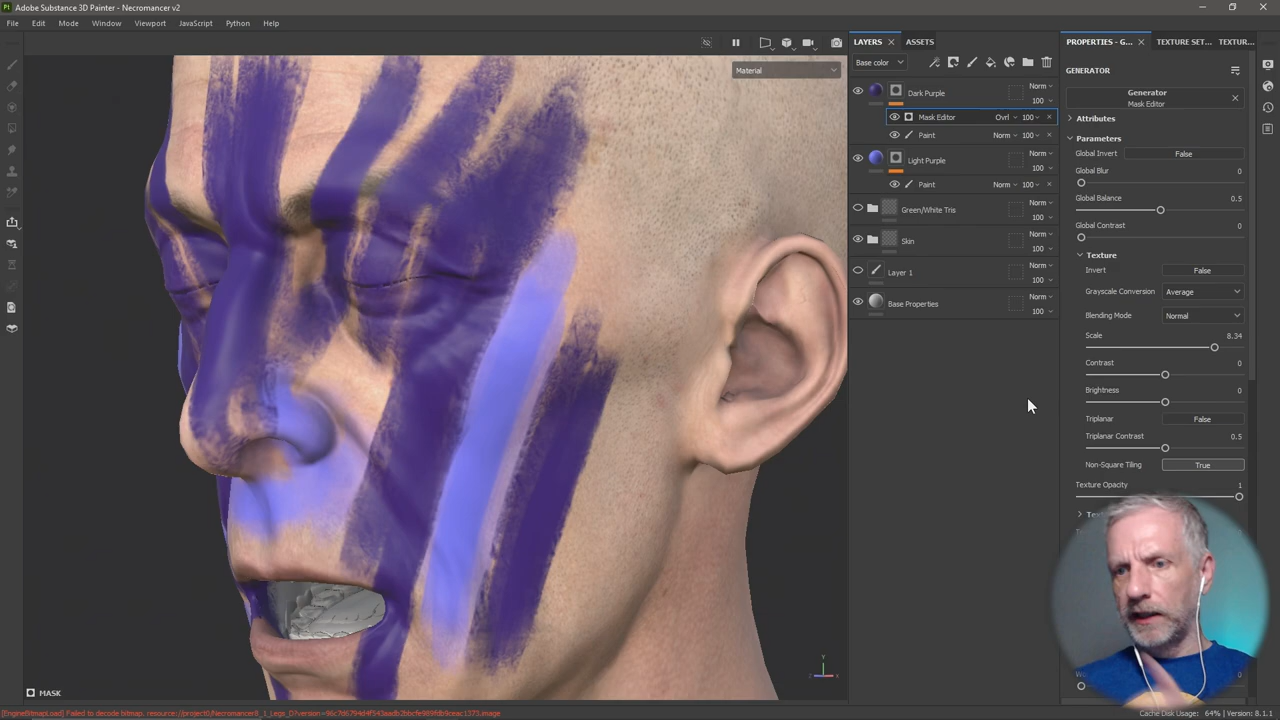 Adobe Substance 3D Painter - Necromancer v2
File Edit Mode Window Viewport JavaScript Python Help
Material
MASK
LAYERS ASSETS
Base color
Dark Purple Norm 100
Mask Editor Ovrl 100
Paint Norm 100
Light Purple Norm 100
Paint Norm 100
Green/White Tris Norm 100
Skin Norm 100
Layer 1 Norm 100
Base Properties Norm 100
PROPERTIES - G... TEXTURE SET... TEXTUR...
GENERATOR
Generator
Mask Editor
Attributes
Parameters
Global Invert False
Global Blur 0
Global Balance 0.5
Global Contrast 0
Texture
Invert False
Grayscale Conversion Average
Blending Mode Normal
Scale 8.34
Contrast 0
Brightness 0
Triplanar False
Triplanar Contrast 0.5
Non-Square Tiling True
Texture Opacity 1
Cache Disk Usage: 64% | Version: 8.1.1